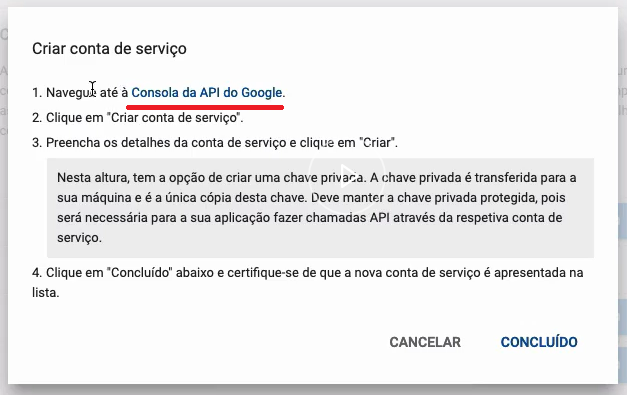 Criar conta de serviço
1. Navegue até à Consola da API do Google.
2. Clique em "Criar conta de serviço".
3. Preencha os detalhes da conta de serviço e clique em "Criar".
Nesta altura, tem a opção de criar uma chave privada. A chave privada é transferida para a
sua máquina e é a única cópia desta chave. Deve manter a chave privada protegida, pois
será necessária para a sua aplicação fazer chamadas API através da respetiva conta de
serviço.
4. Clique em "Concluído" abaixo e certifique-se de que a nova conta de serviço é apresentada na
lista.
CANCELAR CONCLUÍDO